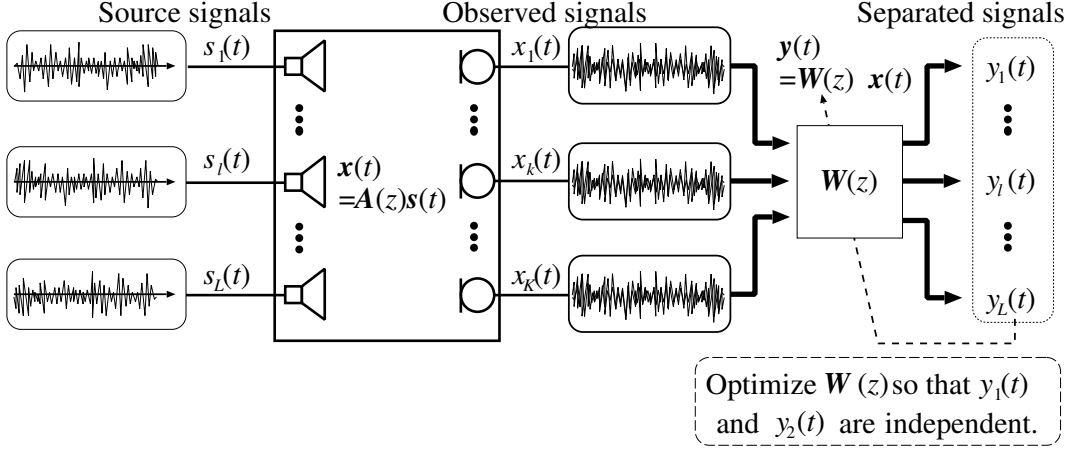 Source signals
Observed signals
Separated signals
s1(t)
x1(t)
y(t)
=W(z) x(t)
y1(t)
sl(t)
x(t)
=A(z)s(t)
xk(t)
W(z)
yl(t)
sL(t)
xK(t)
yL(t)
Optimize W (z) so that y1(t)
and y2(t) are independent.